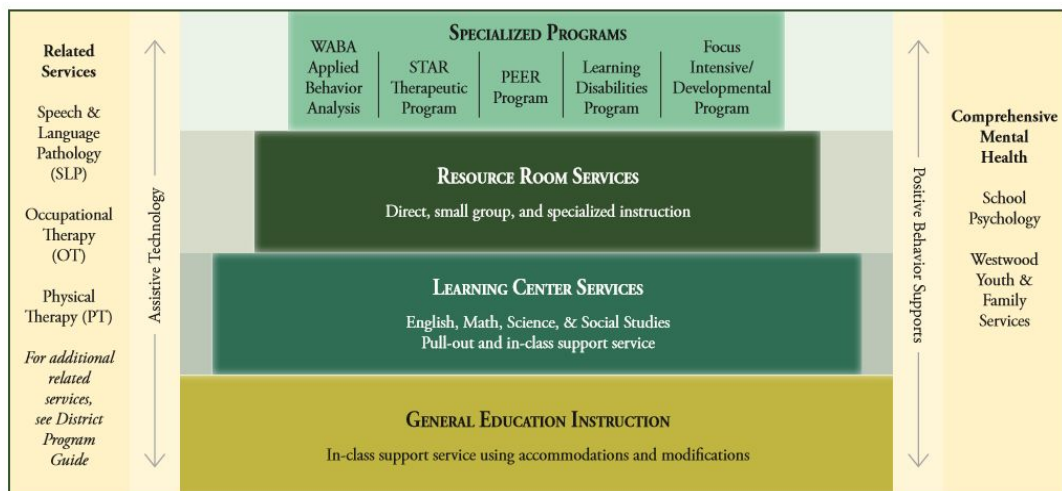 Related
Services
Speech &
Language
Pathology
(SLP)
Occupational
Therapy
(OT)
Physical
Therapy (PT)
For additional
related
services,
see District
Program
Guide
Assistive Technology
SPECIALIZED PROGRAMS
WABA
Applied
Behavior
Analysis
STAR
Therapeutic
Program
PEER
Program
Learning
Disabilities
Program
Focus
Intensive/
Developmental
Program
RESOURCE ROOM SERVICES
Direct, small group, and specialized instruction
LEARNING CENTER SERVICES
English, Math, Science, & Social Studies
Pull-out and in-class support service
GENERAL EDUCATION INSTRUCTION
In-class support service using accommodations and modifications
Positive Behavior Supports
Comprehensive
Mental
Health
School
Psychology
Westwood
Youth &
Family
Services